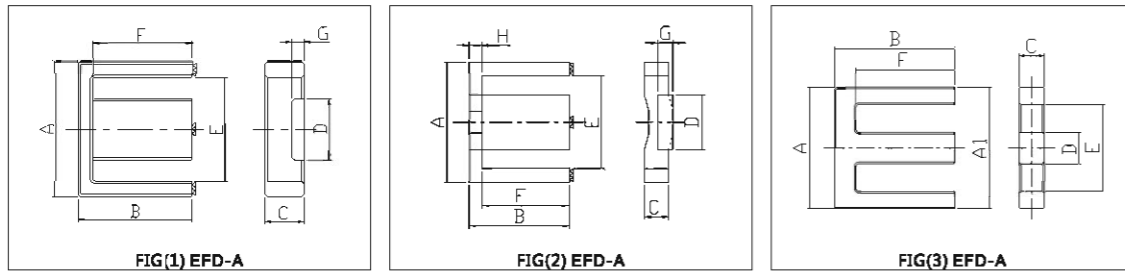 F
G
A
E
D
B
C
FIG(1) EFD-A
H
G
A
E
D
F
B
C
FIG(2) EFD-A
B
C
F
A
A1
D
E
FIG(3) EFD-A